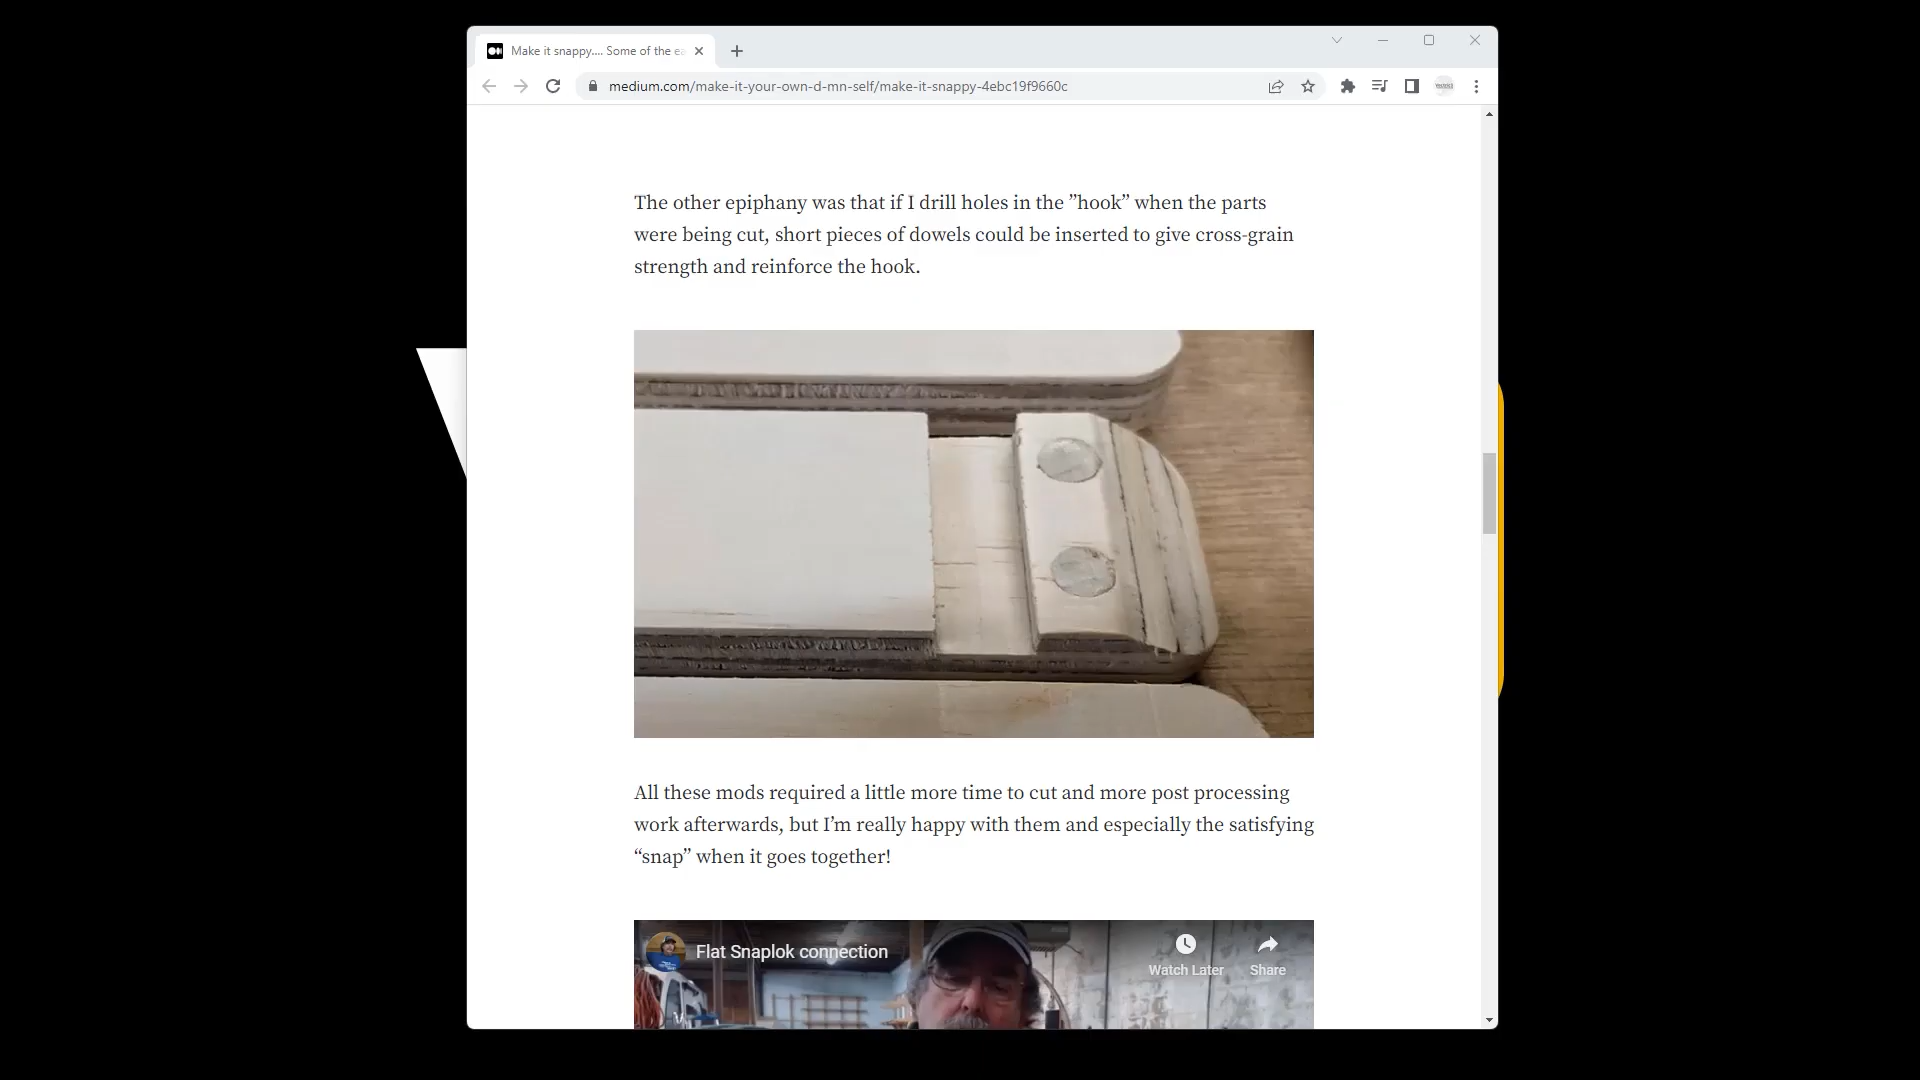 Make it snappy.... Some of the ea
medium.com/make-it-your-own-d-mn-self/make-it-snappy-4ebc19f9660c
The other epiphany was that if I drill holes in the ”hook” when the parts
were being cut, short pieces of dowels could be inserted to give cross-grain
strength and reinforce the hook.
All these mods required a little more time to cut and more post processing
work afterwards, but I’m really happy with them and especially the satisfying
“snap” when it goes together!
Flat Snaplok connection
Watch Later
Share